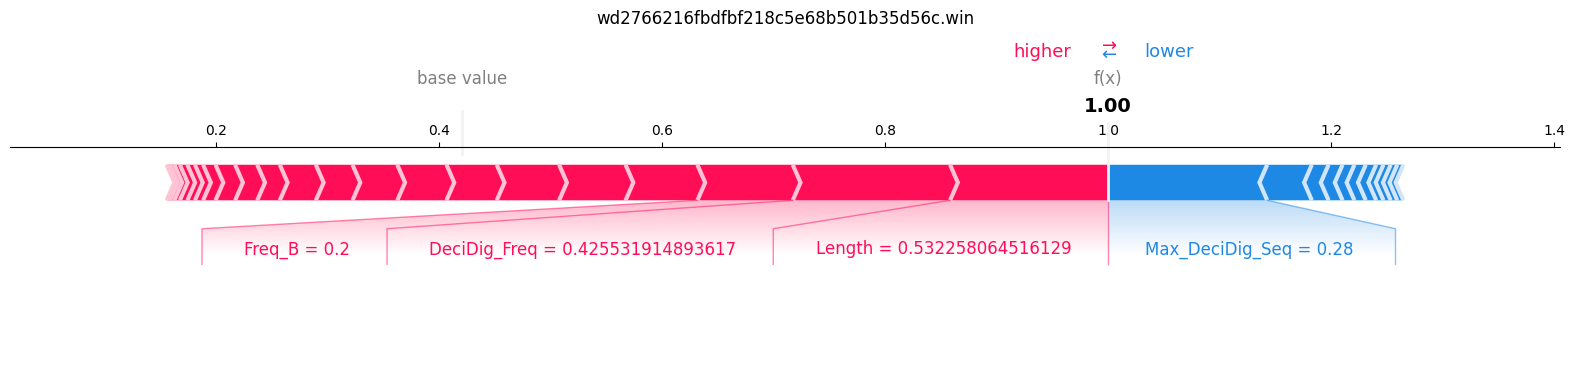 wd2766216fbdfbf218c5e68b501b35d56c.win
higher ⇄ lower
base value f(x)
1.00
0.2 0.4 0.6 0.8 1.0 1.2 1.4
Freq_B = 0.2 DeciDig_Freq = 0.425531914893617 Length = 0.532258064516129 Max_DeciDig_Seq = 0.28